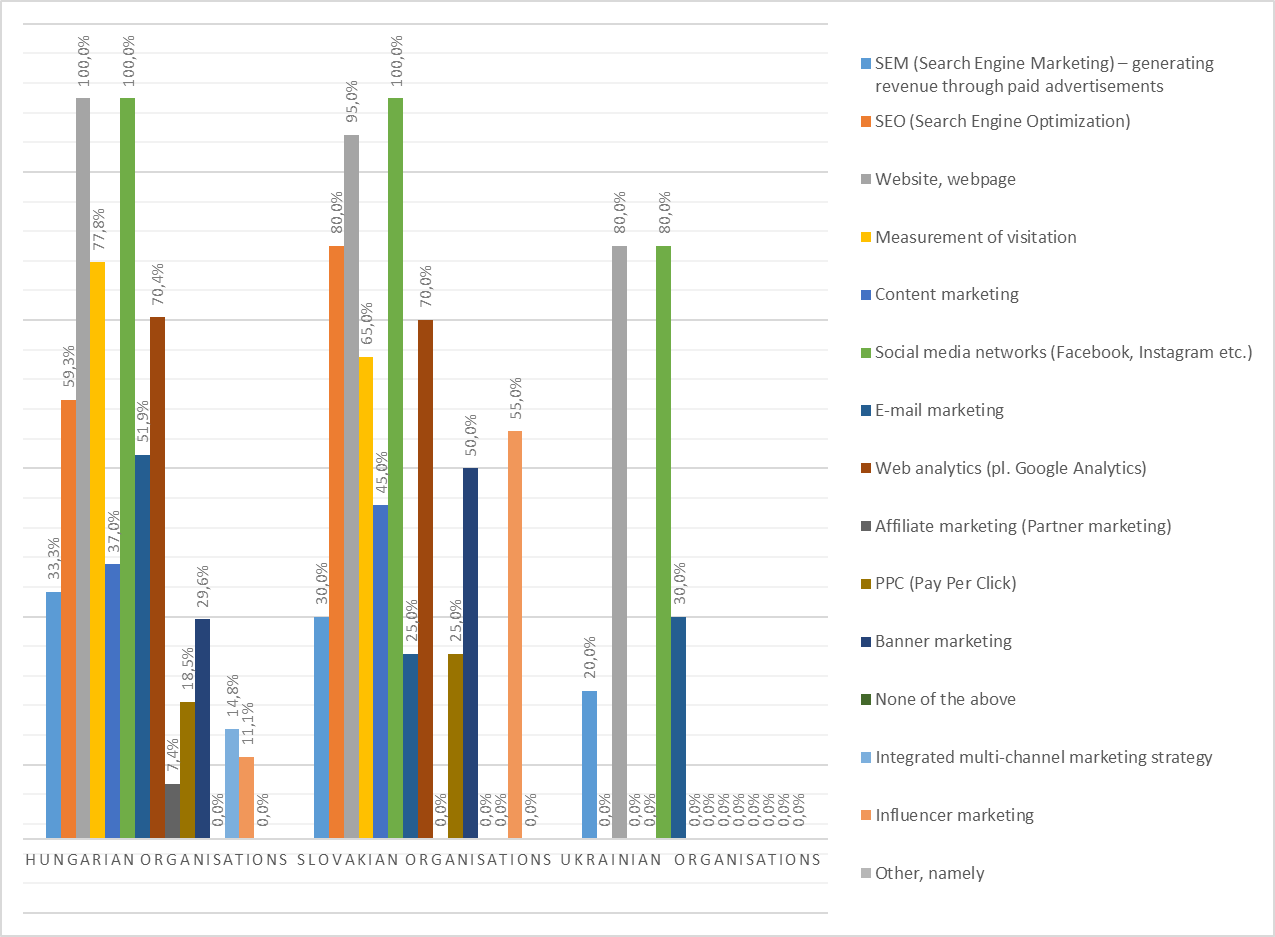 33,3%
59,3%
100,0%
77,8%
37,0%
100,0%
51,9%
70,4%
7,4%
18,5%
29,6%
0,0%
14,8%
11,1%
0,0%
30,0%
80,0%
95,0%
65,0%
45,0%
100,0%
25,0%
70,0%
0,0%
25,0%
50,0%
0,0%
0,0%
55,0%
0,0%
20,0%
0,0%
80,0%
0,0%
0,0%
80,0%
30,0%
0,0%
0,0%
0,0%
0,0%
0,0%
0,0%
0,0%
0,0%
HUNGARIAN ORGANISATIONS
SLOVAKIAN ORGANISATIONS
UKRAINIAN ORGANISATIONS
SEM (Search Engine Marketing) – generating
revenue through paid advertisements
SEO (Search Engine Optimization)
Website, webpage
Measurement of visitation
Content marketing
Social media networks (Facebook, Instagram etc.)
E-mail marketing
Web analytics (pl. Google Analytics)
Affiliate marketing (Partner marketing)
PPC (Pay Per Click)
Banner marketing
None of the above
Integrated multi-channel marketing strategy
Influencer marketing
Other, namely